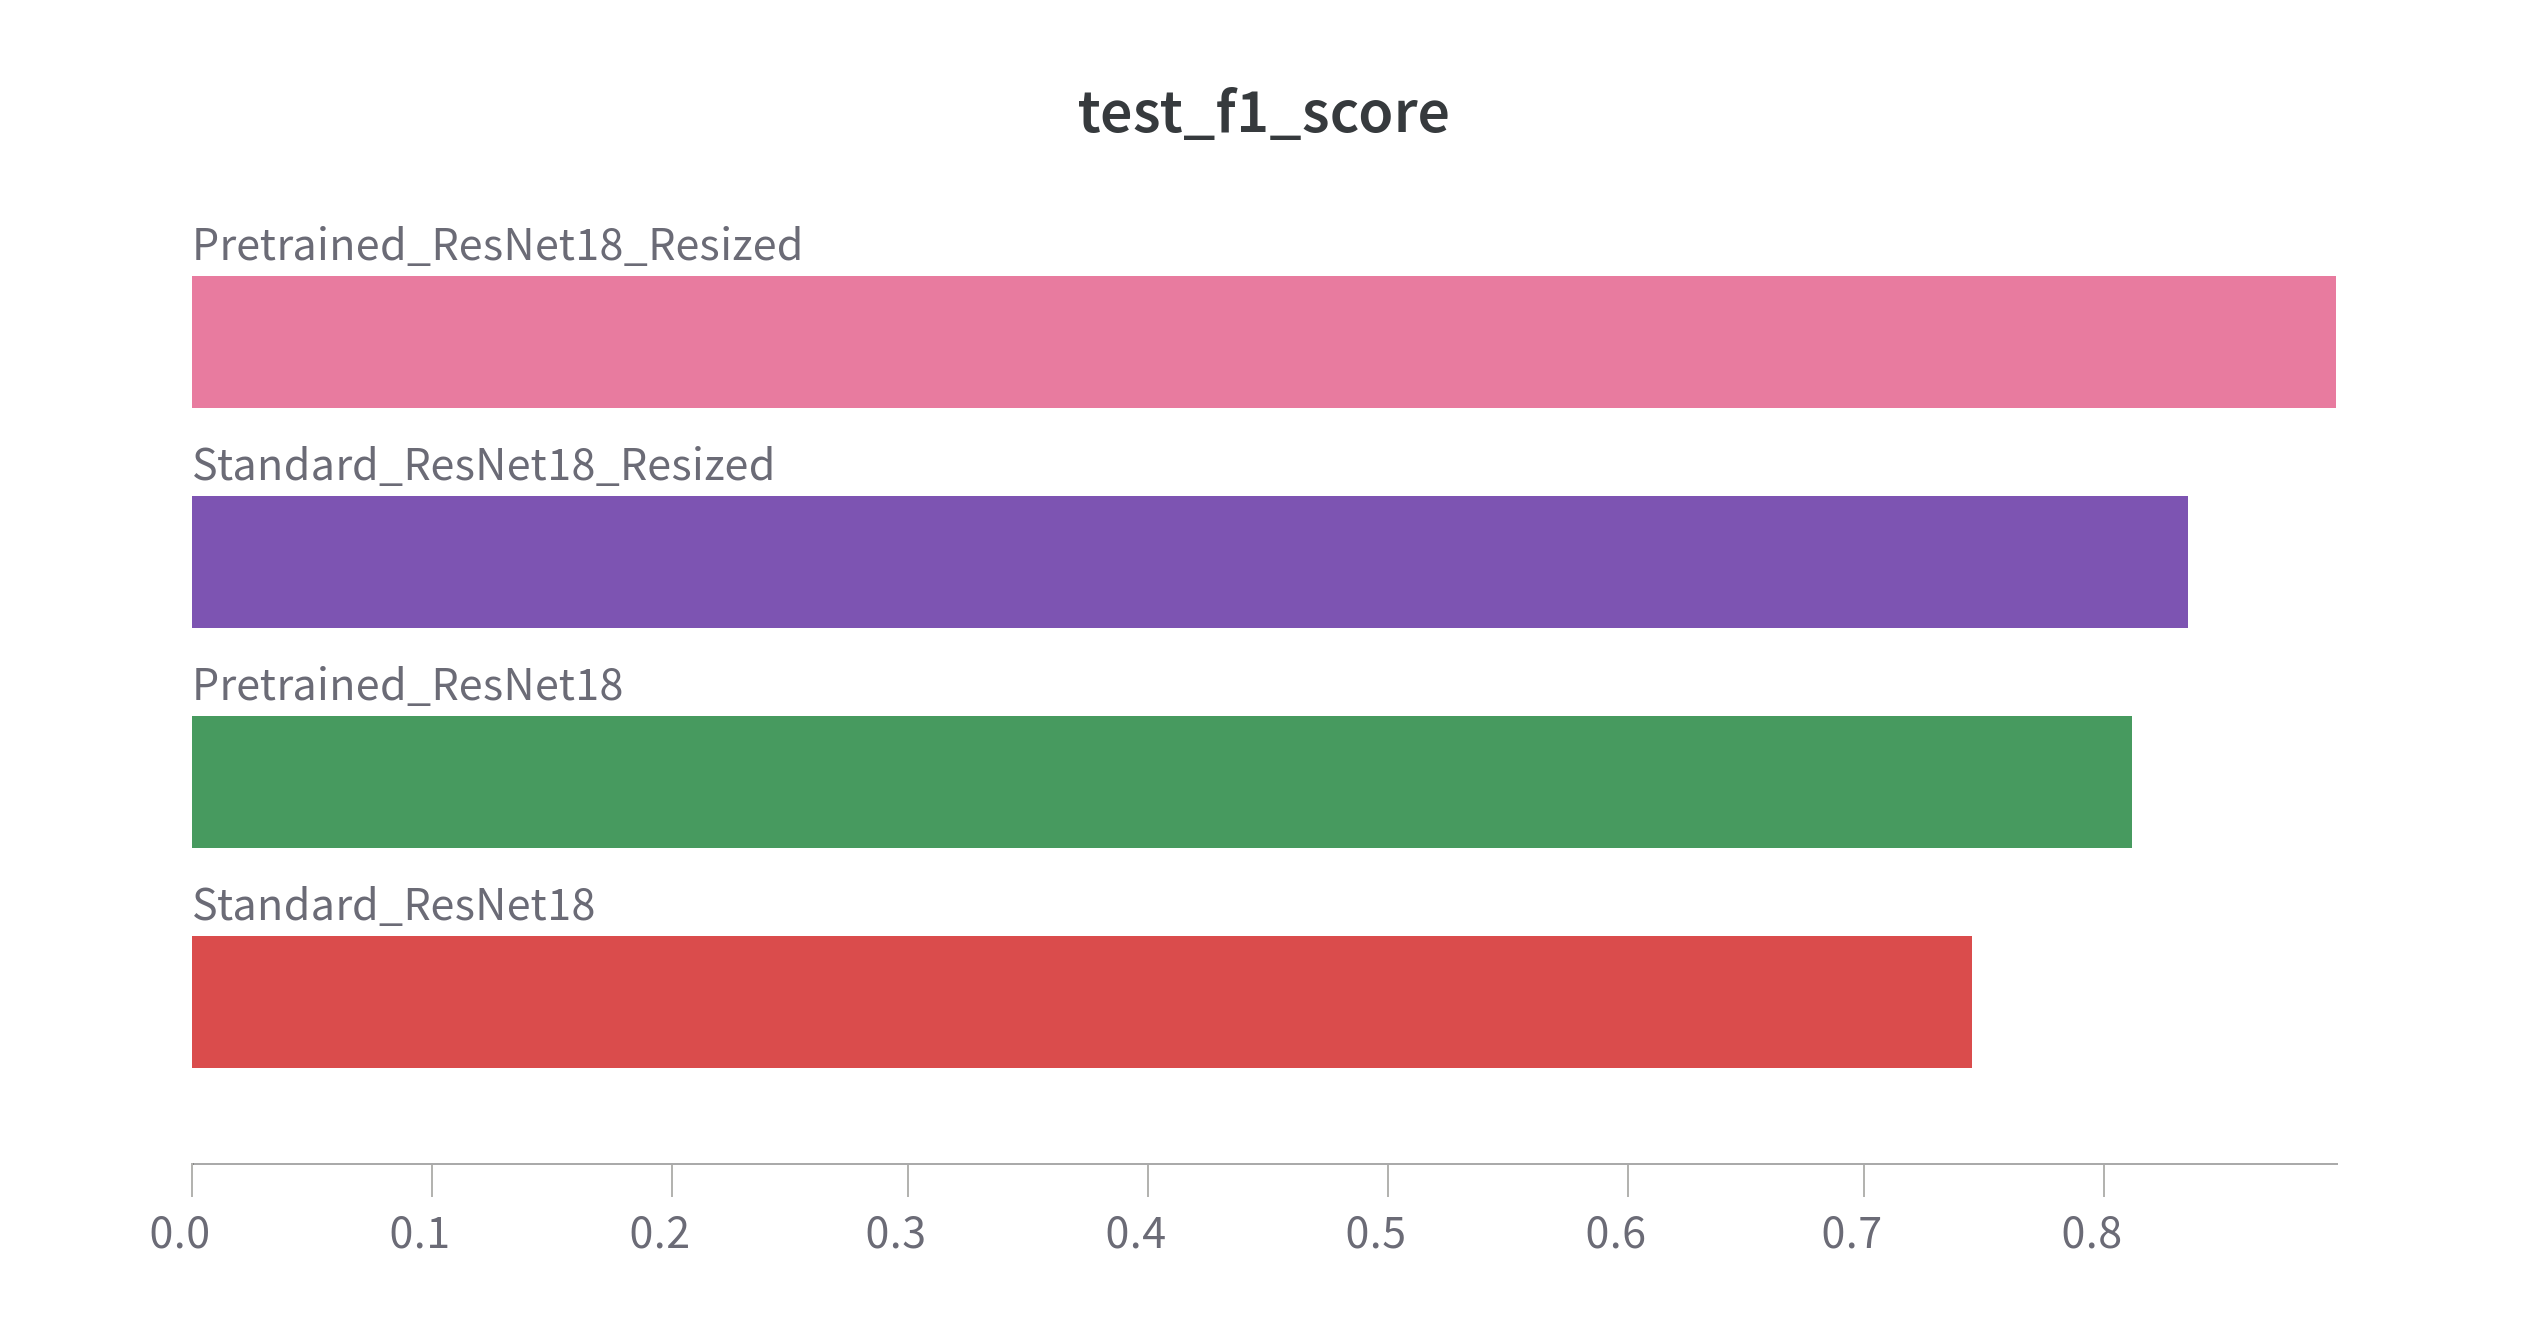 test_f1_score
Pretrained_ResNet18_Resized
Standard_ResNet18_Resized
Pretrained_ResNet18
Standard_ResNet18
0.0 0.1 0.2 0.3 0.4 0.5 0.6 0.7 0.8